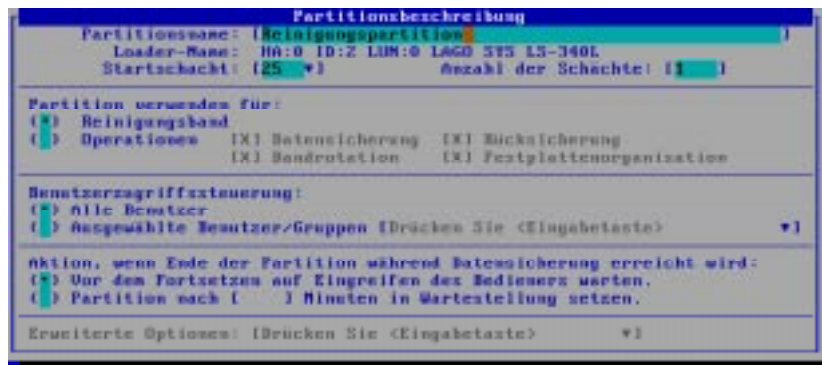 Partitionsbeschreibung
Partitionsname: [Reinigungspartition ]
Loader-Name: HA:0 ID:2 LUN:0 LAGO SYS LS-340L
Startschacht: [25 ▼] Anzahl der Schächte: [1 ]
Partition verwenden für:
(•) Reinigungsband
( ) Operationen [X] Datensicherung [X] Rücksicherung
[X] Bandrotation [X] Festplattenorganisation
Benutzerzugriffssteuerung:
(•) Alle Benutzer
( ) Ausgewählte Benutzer/Gruppen [Drücken Sie <Eingabetaste> ▼]
Aktion, wenn Ende der Partition während Datensicherung erreicht wird:
(•) Vor dem Fortsetzen auf Eingreifen des Bedieners warten.
( ) Partition nach [ ] Minuten in Wartestellung setzen.
Erweiterte Optionen: [Drücken Sie <Eingabetaste> ▼]